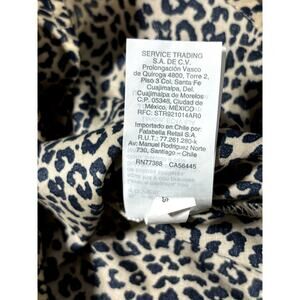 SERVICE TRADING
S.A. DE C.V.
Prolongación Vasco
de Quiroga 4800, Torre 2,
Piso 3 Col, Santa Fe
Cuajimalpa, Del.
Cuajimalpa de Morelos
C.P. 05348, Ciudad de
México, MÉXICO
RFC: STR921014AR0
Importado en Chile por:
Falabella Retail S.A.
R.U.T.: 77.261.280-k
Av: Manuel Rodriguez Norte
730, Santiago - Chile
RN77388 CA56445